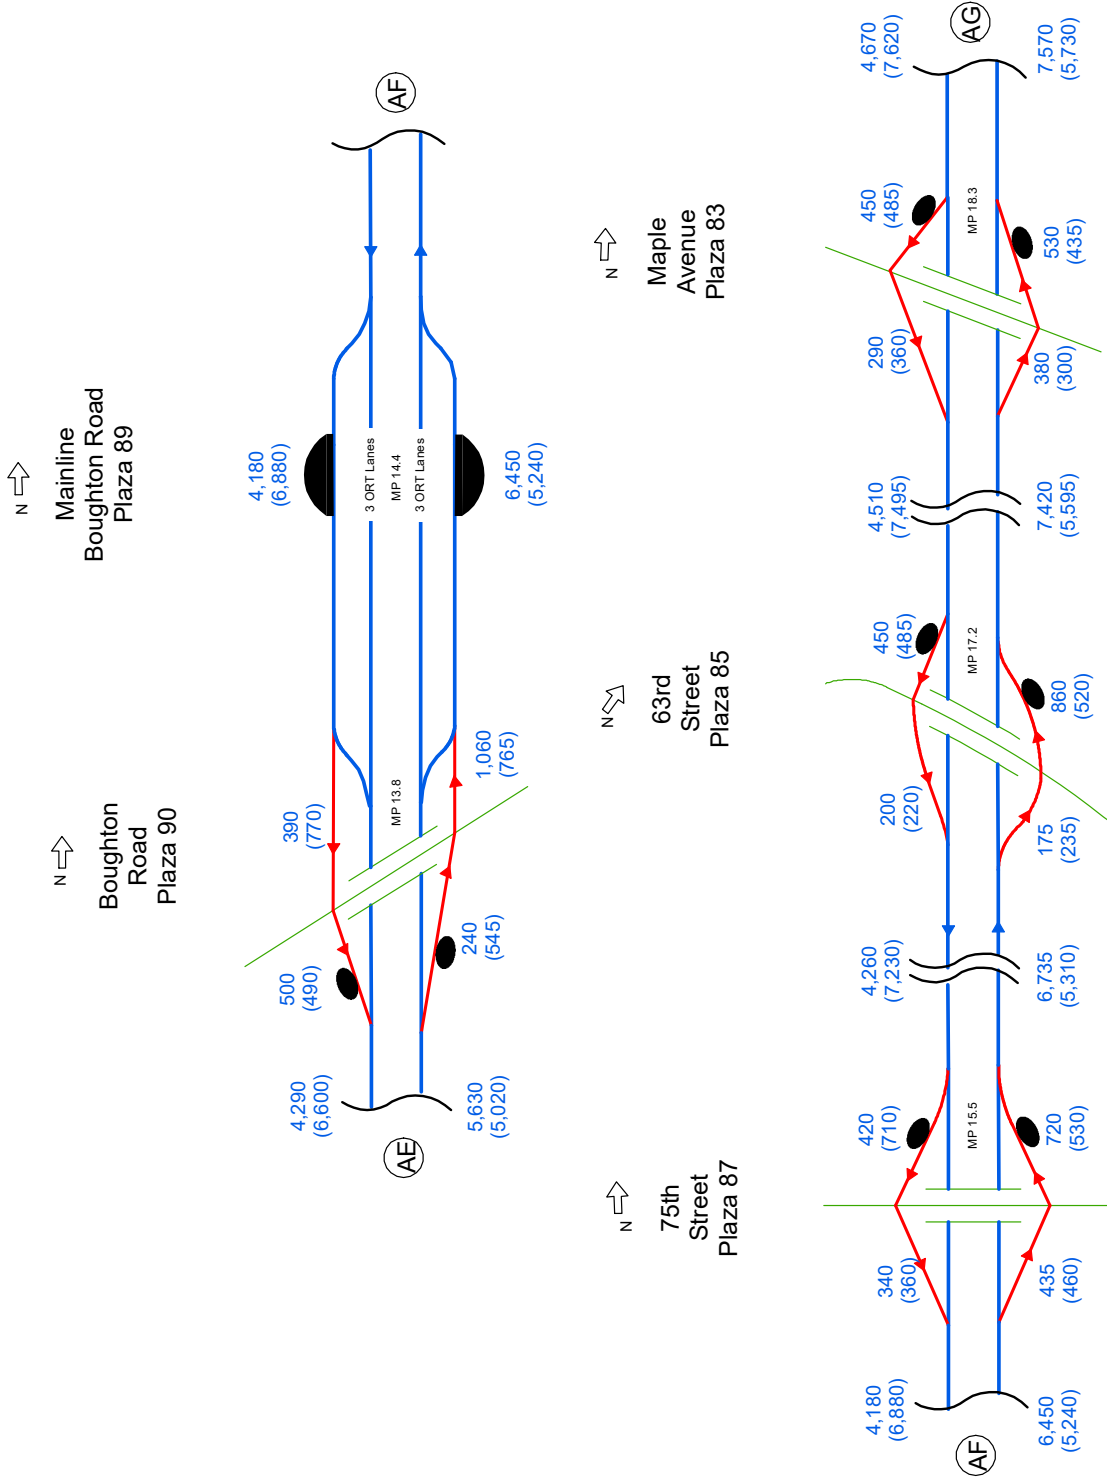 N
Mainline
Boughton Road
Plaza 89
N
Boughton
Road
Plaza 90
4,290
(6,600)
500
(490)
390
(770)
4,180
(6,880)
AE
MP 13.8
3 ORT Lanes
MP 14.4
3 ORT Lanes
AF
5,630
(5,020)
240
(545)
1,060
(765)
6,450
(5,240)
N
75th
Street
Plaza 87
N
63rd
Street
Plaza 85
N
Maple
Avenue
Plaza 83
4,180
(6,880)
340
(360)
420
(710)
4,260
(7,230)
200
(220)
450
(485)
4,510
(7,495)
290
(360)
450
(485)
4,670
(7,620)
AF
MP 15.5
MP 17.2
MP 18.3
AG
6,450
(5,240)
435
(460)
720
(530)
6,735
(5,310)
175
(235)
860
(520)
7,420
(5,595)
380
(300)
530
(435)
7,570
(5,730)